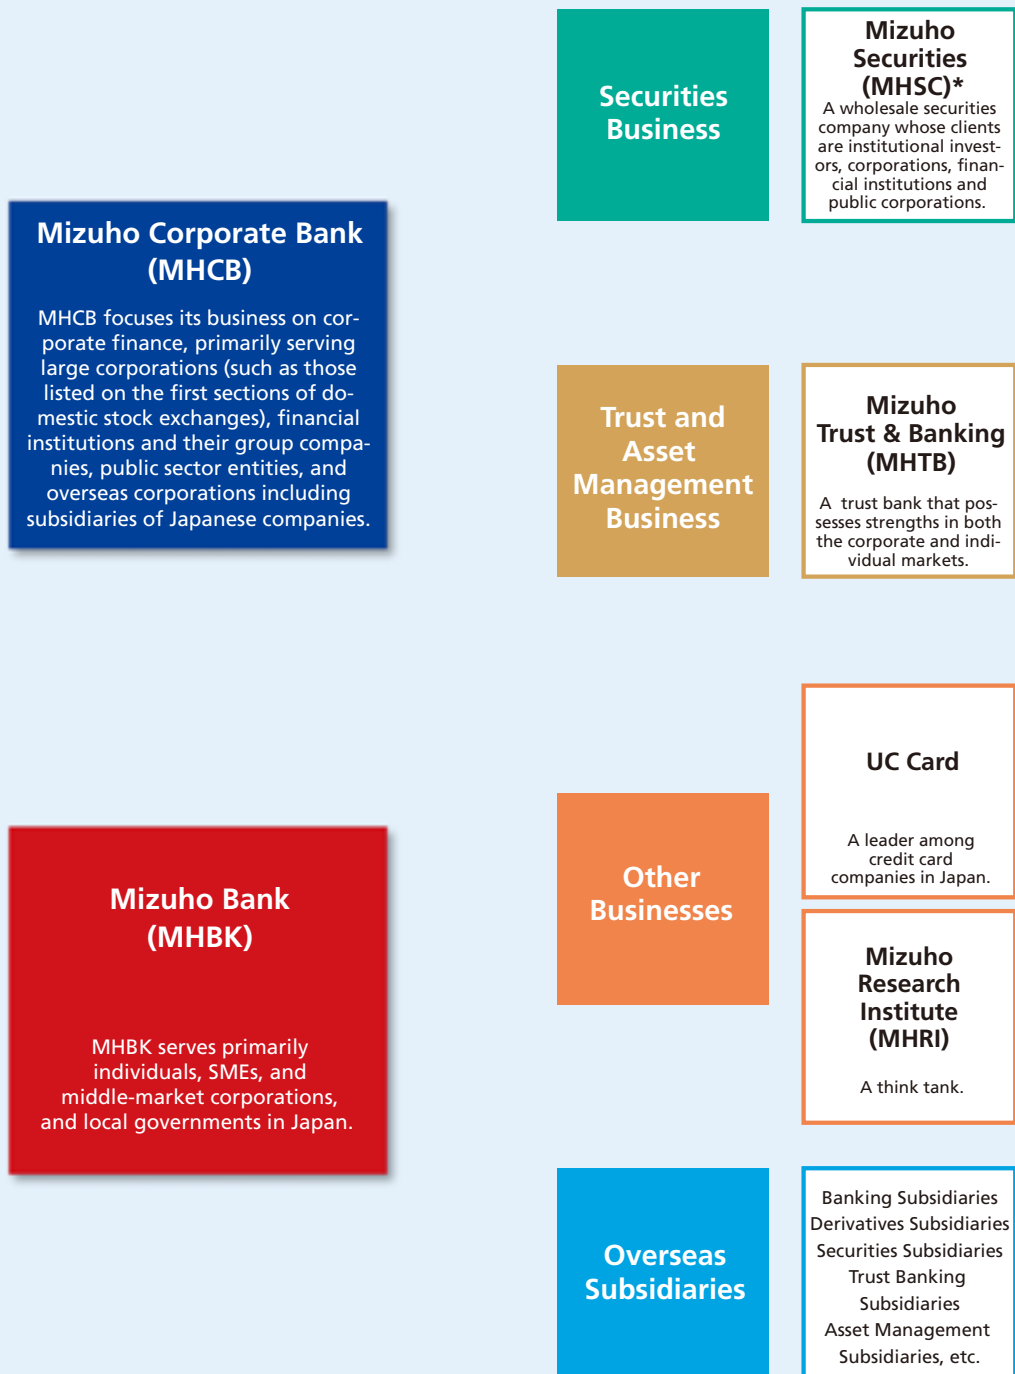 Mizuho Corporate Bank
(MHCB)
MHCB focuses its business on cor-
porate finance, primarily serving
large corporations (such as those
listed on the first sections of do-
mestic stock exchanges), financial
institutions and their group compa-
nies, public sector entities, and
overseas corporations including
subsidiaries of Japanese companies.
Mizuho Bank
(MHBK)
MHBK serves primarily
individuals, SMEs, and
middle-market corporations,
and local governments in Japan.
Securities
Business
Mizuho
Securities
(MHSC)*
A wholesale securities
company whose clients
are institutional invest-
ors, corporations, finan-
cial institutions and
public corporations.
Trust and
Asset
Management
Business
Mizuho
Trust & Banking
(MHTB)
A  trust bank that pos-
sesses strengths in both
the corporate and indi-
vidual markets.
Other
Businesses
UC Card
A leader among
credit card
companies in Japan.
Mizuho
Research
Institute
(MHRI)
A think tank.
Overseas
Subsidiaries
Banking Subsidiaries
Derivatives Subsidiaries
Securities Subsidiaries
Trust Banking
Subsidiaries
Asset Management
Subsidiaries, etc.